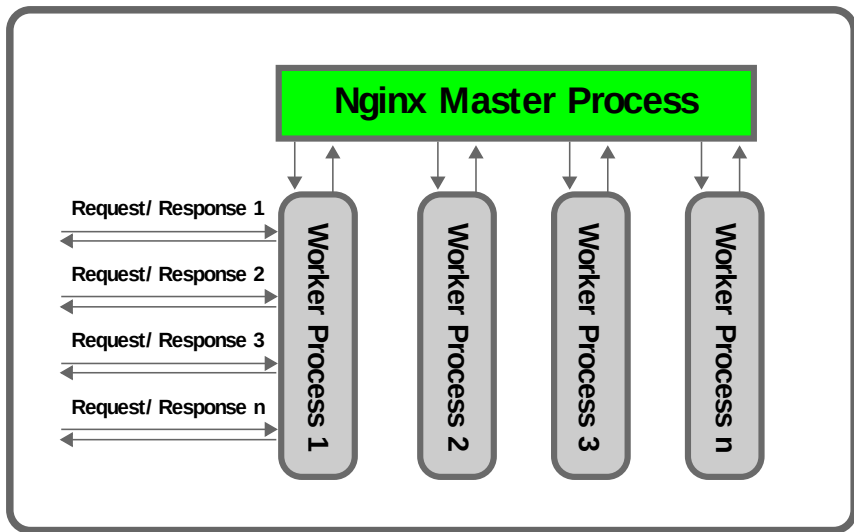 Nginx Master Process
Request/ Response 1
Request/ Response 2
Request/ Response 3
Request/ Response n
Worker Process 1
Worker Process 2
Worker Process 3
Worker Process n